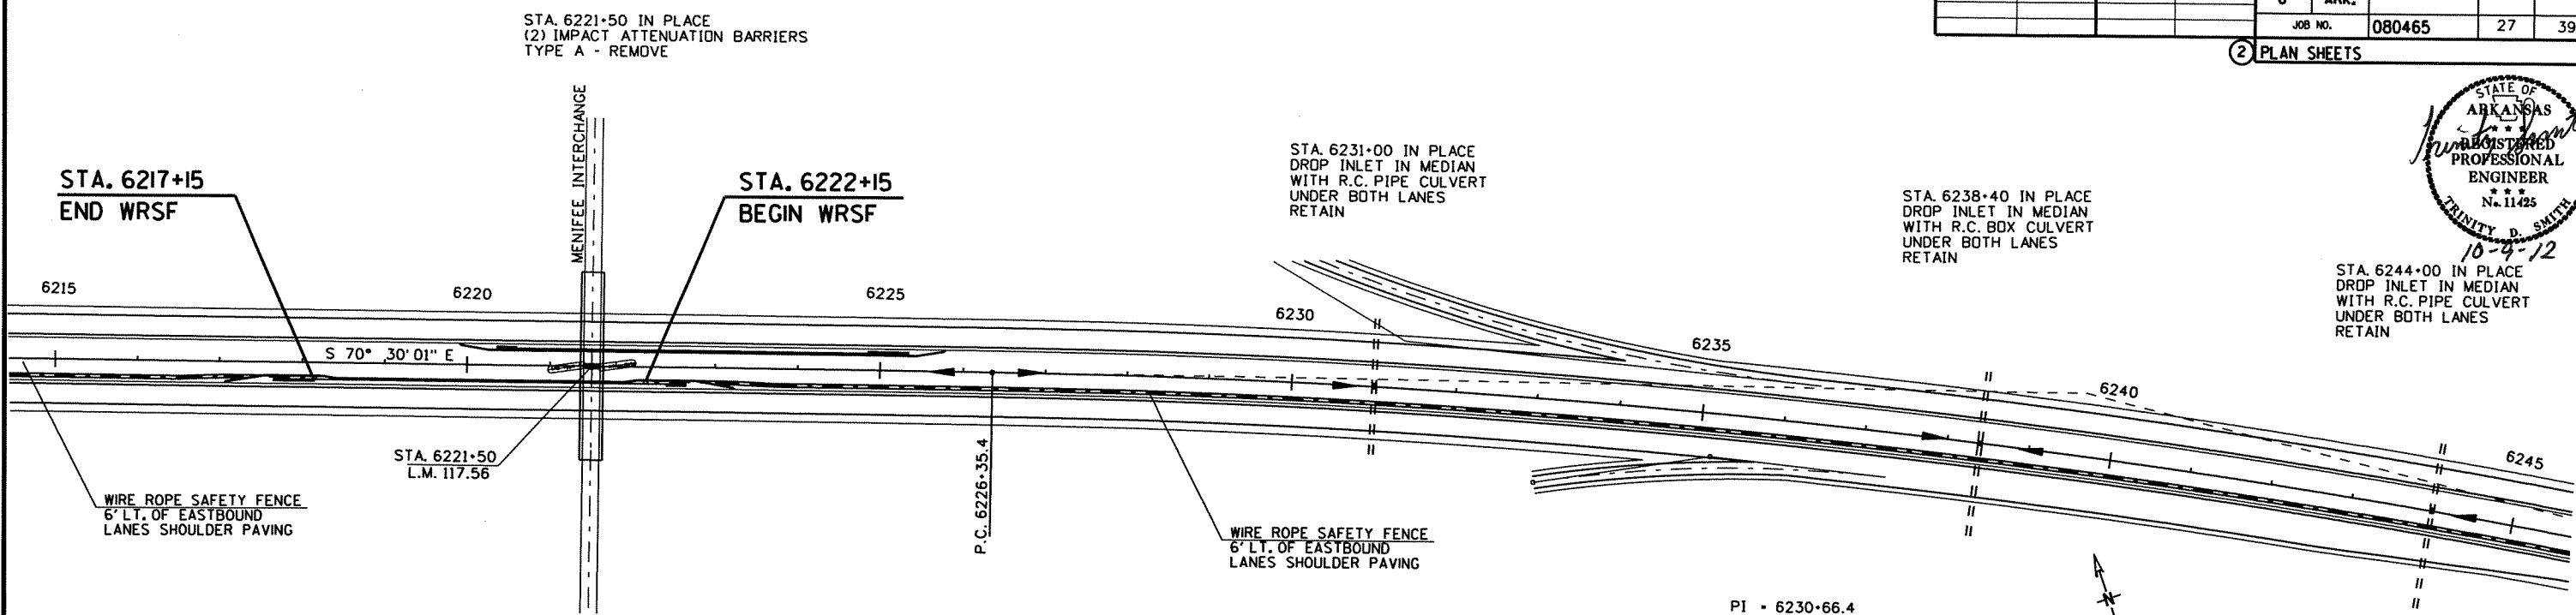 STA. 6221+50 IN PLACE
(2) IMPACT ATTENUATION BARRIERS
TYPE A - REMOVE
6 ARK.
JOB NO. 080465 27 39
2 PLAN SHEETS
STATE OF
ARKANSAS
REGISTERED
PROFESSIONAL
ENGINEER
No. 11425
TRINITY D. SMITH
10-9-12
MENIFEE INTERCHANGE
STA. 6217+15
END WRSF
STA. 6222+15
BEGIN WRSF
STA. 6231+00 IN PLACE
DROP INLET IN MEDIAN
WITH R.C. PIPE CULVERT
UNDER BOTH LANES
RETAIN
STA. 6238+40 IN PLACE
DROP INLET IN MEDIAN
WITH R.C. BOX CULVERT
UNDER BOTH LANES
RETAIN
STA. 6244+00 IN PLACE
DROP INLET IN MEDIAN
WITH R.C. PIPE CULVERT
UNDER BOTH LANES
RETAIN
6215
6220
6225
6230
6235
6240
6245
S 70° 30' 01" E
STA. 6221+50
L.M. 117.56
P.C. 6226+35.4
WIRE ROPE SAFETY FENCE
6' LT. OF EASTBOUND
LANES SHOULDER PAVING
WIRE ROPE SAFETY FENCE
6' LT. OF EASTBOUND
LANES SHOULDER PAVING
PI = 6230+66.4
N